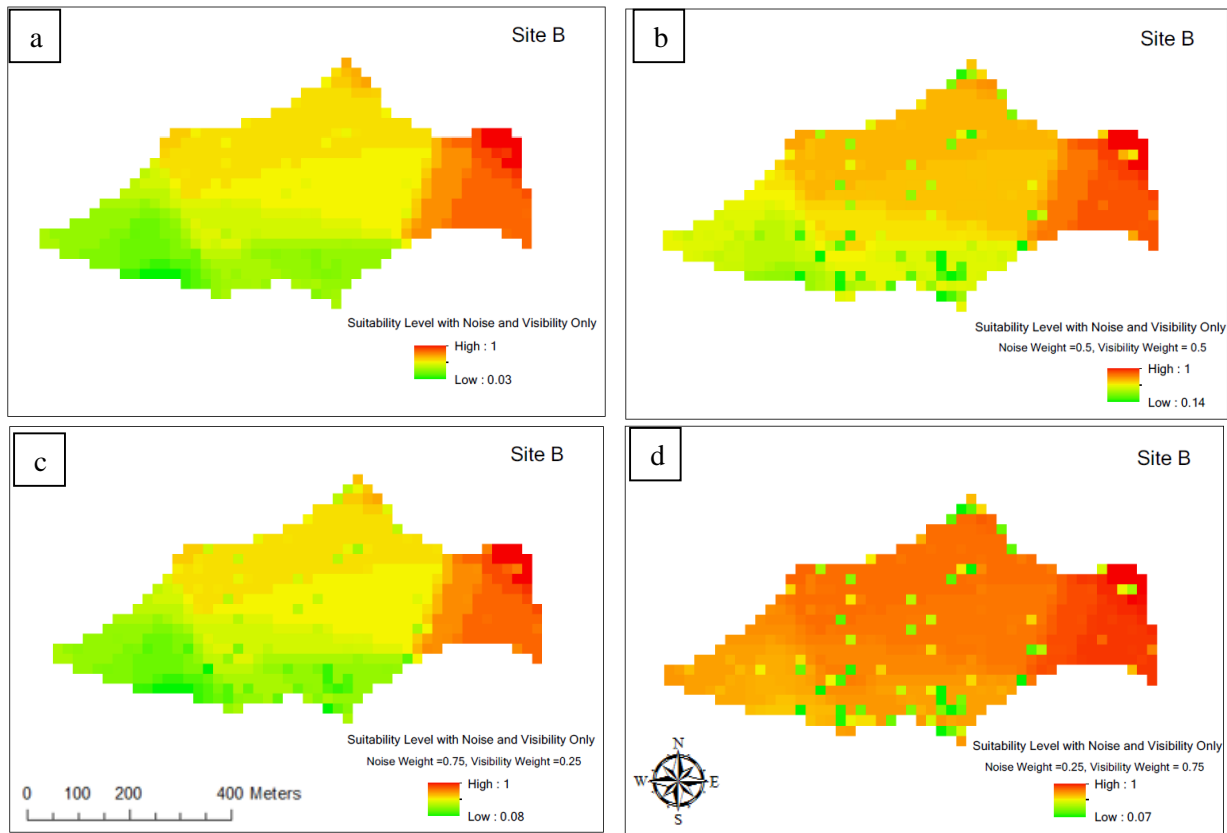 a
Site B
Suitability Level with Noise and Visibility Only
High : 1
Low : 0.03
b
Site B
Suitability Level with Noise and Visibility Only
Noise Weight =0.5, Visibility Weight = 0.5
High : 1
Low : 0.14
c
Site B
Suitability Level with Noise and Visibility Only
Noise Weight =0.75, Visibility Weight =0.25
High : 1
Low : 0.08
0 100 200 400 Meters
d
Site B
N
W E
S
Suitability Level with Noise and Visibility Only
Noise Weight =0.25, Visibility Weight = 0.75
High : 1
Low : 0.07